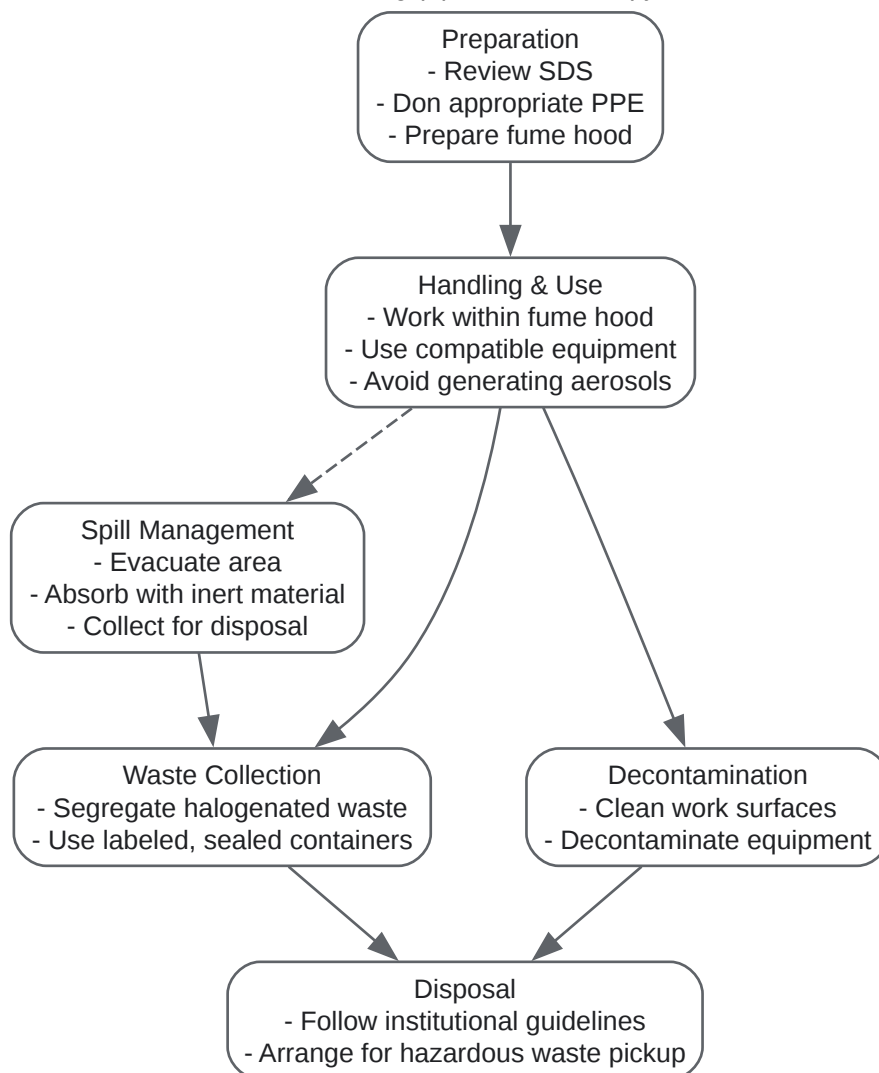 Preparation
- Review SDS
- Don appropriate PPE
- Prepare fume hood
Handling & Use
- Work within fume hood
- Use compatible equipment
- Avoid generating aerosols
Spill Management
- Evacuate area
- Absorb with inert material
- Collect for disposal
Waste Collection
- Segregate halogenated waste
- Use labeled, sealed containers
Decontamination
- Clean work surfaces
- Decontaminate equipment
Disposal
- Follow institutional guidelines
- Arrange for hazardous waste pickup